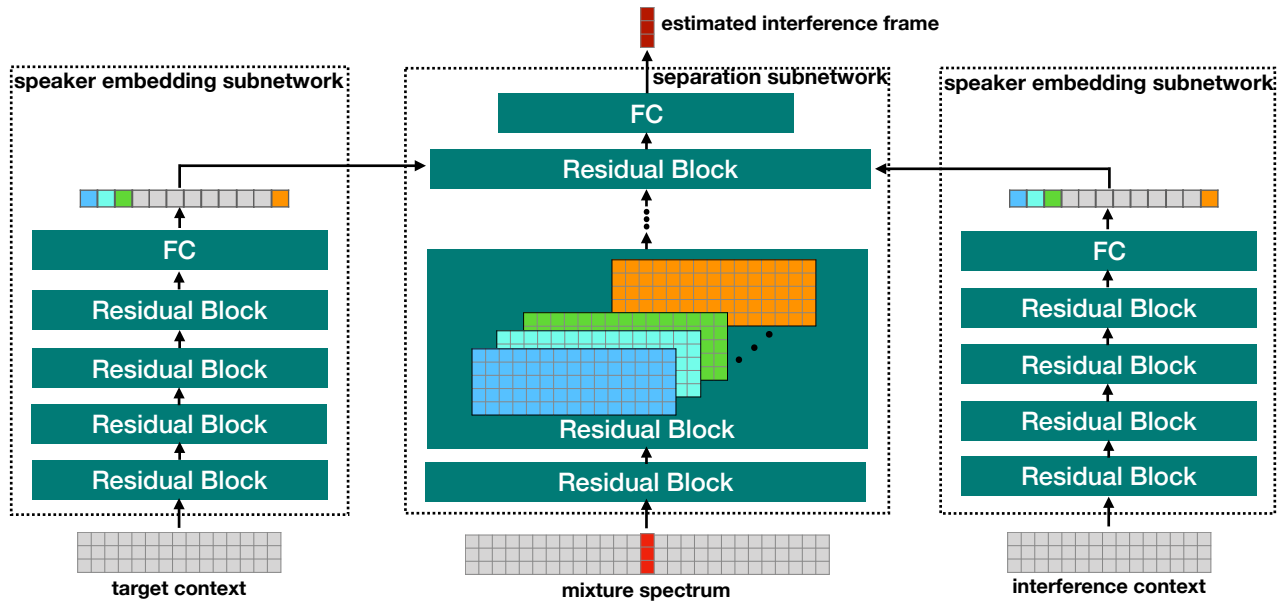 estimated interference frame
speaker embedding subnetwork
separation subnetwork
speaker embedding subnetwork
FC
Residual Block
FC
Residual Block
Residual Block
Residual Block
Residual Block
target context
Residual Block
Residual Block
mixture spectrum
FC
Residual Block
Residual Block
Residual Block
Residual Block
interference context